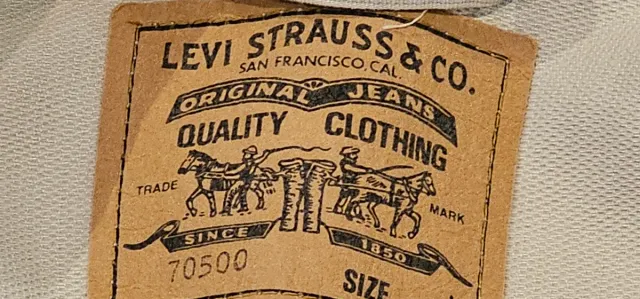 LEVI STRAUSS & CO.
SAN FRANCISCO, CAL.
ORIGINAL JEANS
QUALITY CLOTHING
TRADE MARK
SINCE 1850
70500
SIZE